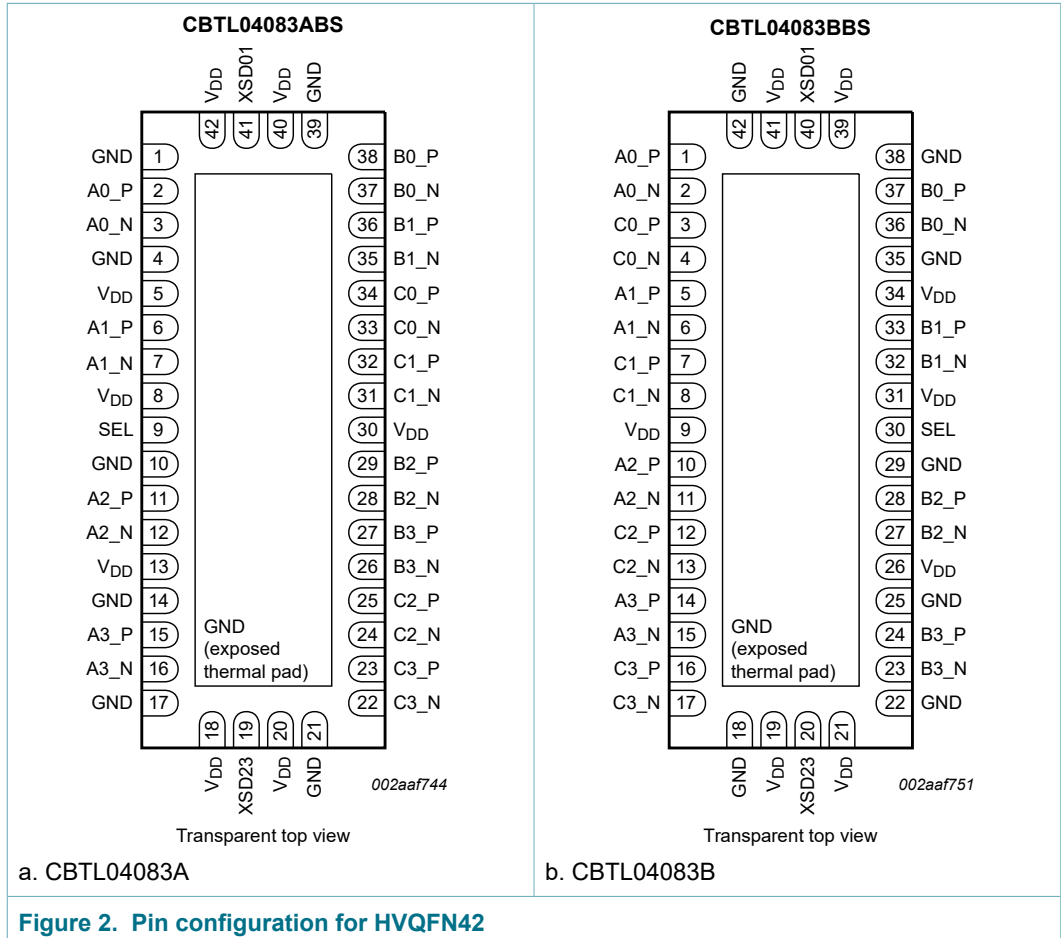 CBTL04083ABS
VDD XSD01 VDD GND
42 41 40 39
GND 1 38 B0_P
A0_P 2 37 B0_N
A0_N 3 36 B1_P
GND 4 35 B1_N
VDD 5 34 C0_P
A1_P 6 33 C0_N
A1_N 7 32 C1_P
VDD 8 31 C1_N
SEL 9 30 VDD
GND 10 29 B2_P
A2_P 11 28 B2_N
A2_N 12 27 B3_P
VDD 13 26 B3_N
GND 14 25 C2_P
A3_P 15 24 C2_N
A3_N 16 23 C3_P
GND 17 22 C3_N
GND
(exposed
thermal pad)
18 19 20 21
VDD XSD23 VDD GND
002aaf744
Transparent top view
a. CBTL04083A
CBTL04083BBS
GND VDD XSD01 VDD
42 41 40 39
A0_P 1 38 GND
A0_N 2 37 B0_P
C0_P 3 36 B0_N
C0_N 4 35 GND
A1_P 5 34 VDD
A1_N 6 33 B1_P
C1_P 7 32 B1_N
C1_N 8 31 VDD
VDD 9 30 SEL
A2_P 10 29 GND
A2_N 11 28 B2_P
C2_P 12 27 B2_N
C2_N 13 26 VDD
A3_P 14 25 GND
A3_N 15 24 B3_P
C3_P 16 23 B3_N
C3_N 17 22 GND
GND
(exposed
thermal pad)
18 19 20 21
GND VDD XSD23 VDD
002aaf751
Transparent top view
b. CBTL04083B
Figure 2. Pin configuration for HVQFN42